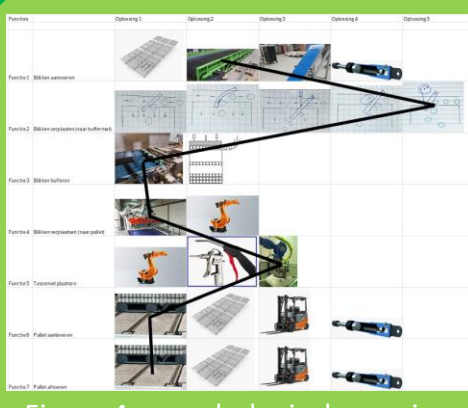 Functies Oplossing 1 Oplossing 2 Oplossing 3 Oplossing 4 Oplossing 5
Functie 1 Blikken aanvoeren
Functie 2 Blikken verplaatsen (naar buffer mat)
Functie 3 Blikken bufferen
Functie 4 Blikken verplaatsen (naar pallet)
Functie 5 Tussenvel plaatsen
Functie 6 Pallet aanleveren
Functie 7 Pallet afvoeren